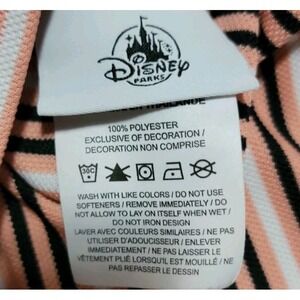 Disney
PARKS
THAILANDE
100% POLYESTER
EXCLUSIVE OF DECORATION /
DECORATION NON COMPRISE
30C
WASH WITH LIKE COLORS / DO NOT USE
SOFTENERS / REMOVE IMMEDIATELY / DO
NOT ALLOW TO LAY ON ITSELF WHEN WET /
DO NOT IRON DESIGN
LAVER AVEC COULEURS SIMILAIRES / NE PAS
UTILISER D'ADOUCISSEUR / ENLEVER
IMMÉDIATEMENT / NE PAS LAISSER LE
VÊTEMENT PLIÉ LORSQU'IL EST MOUILLÉ / NE
PAS REPASSER LE DESSIN